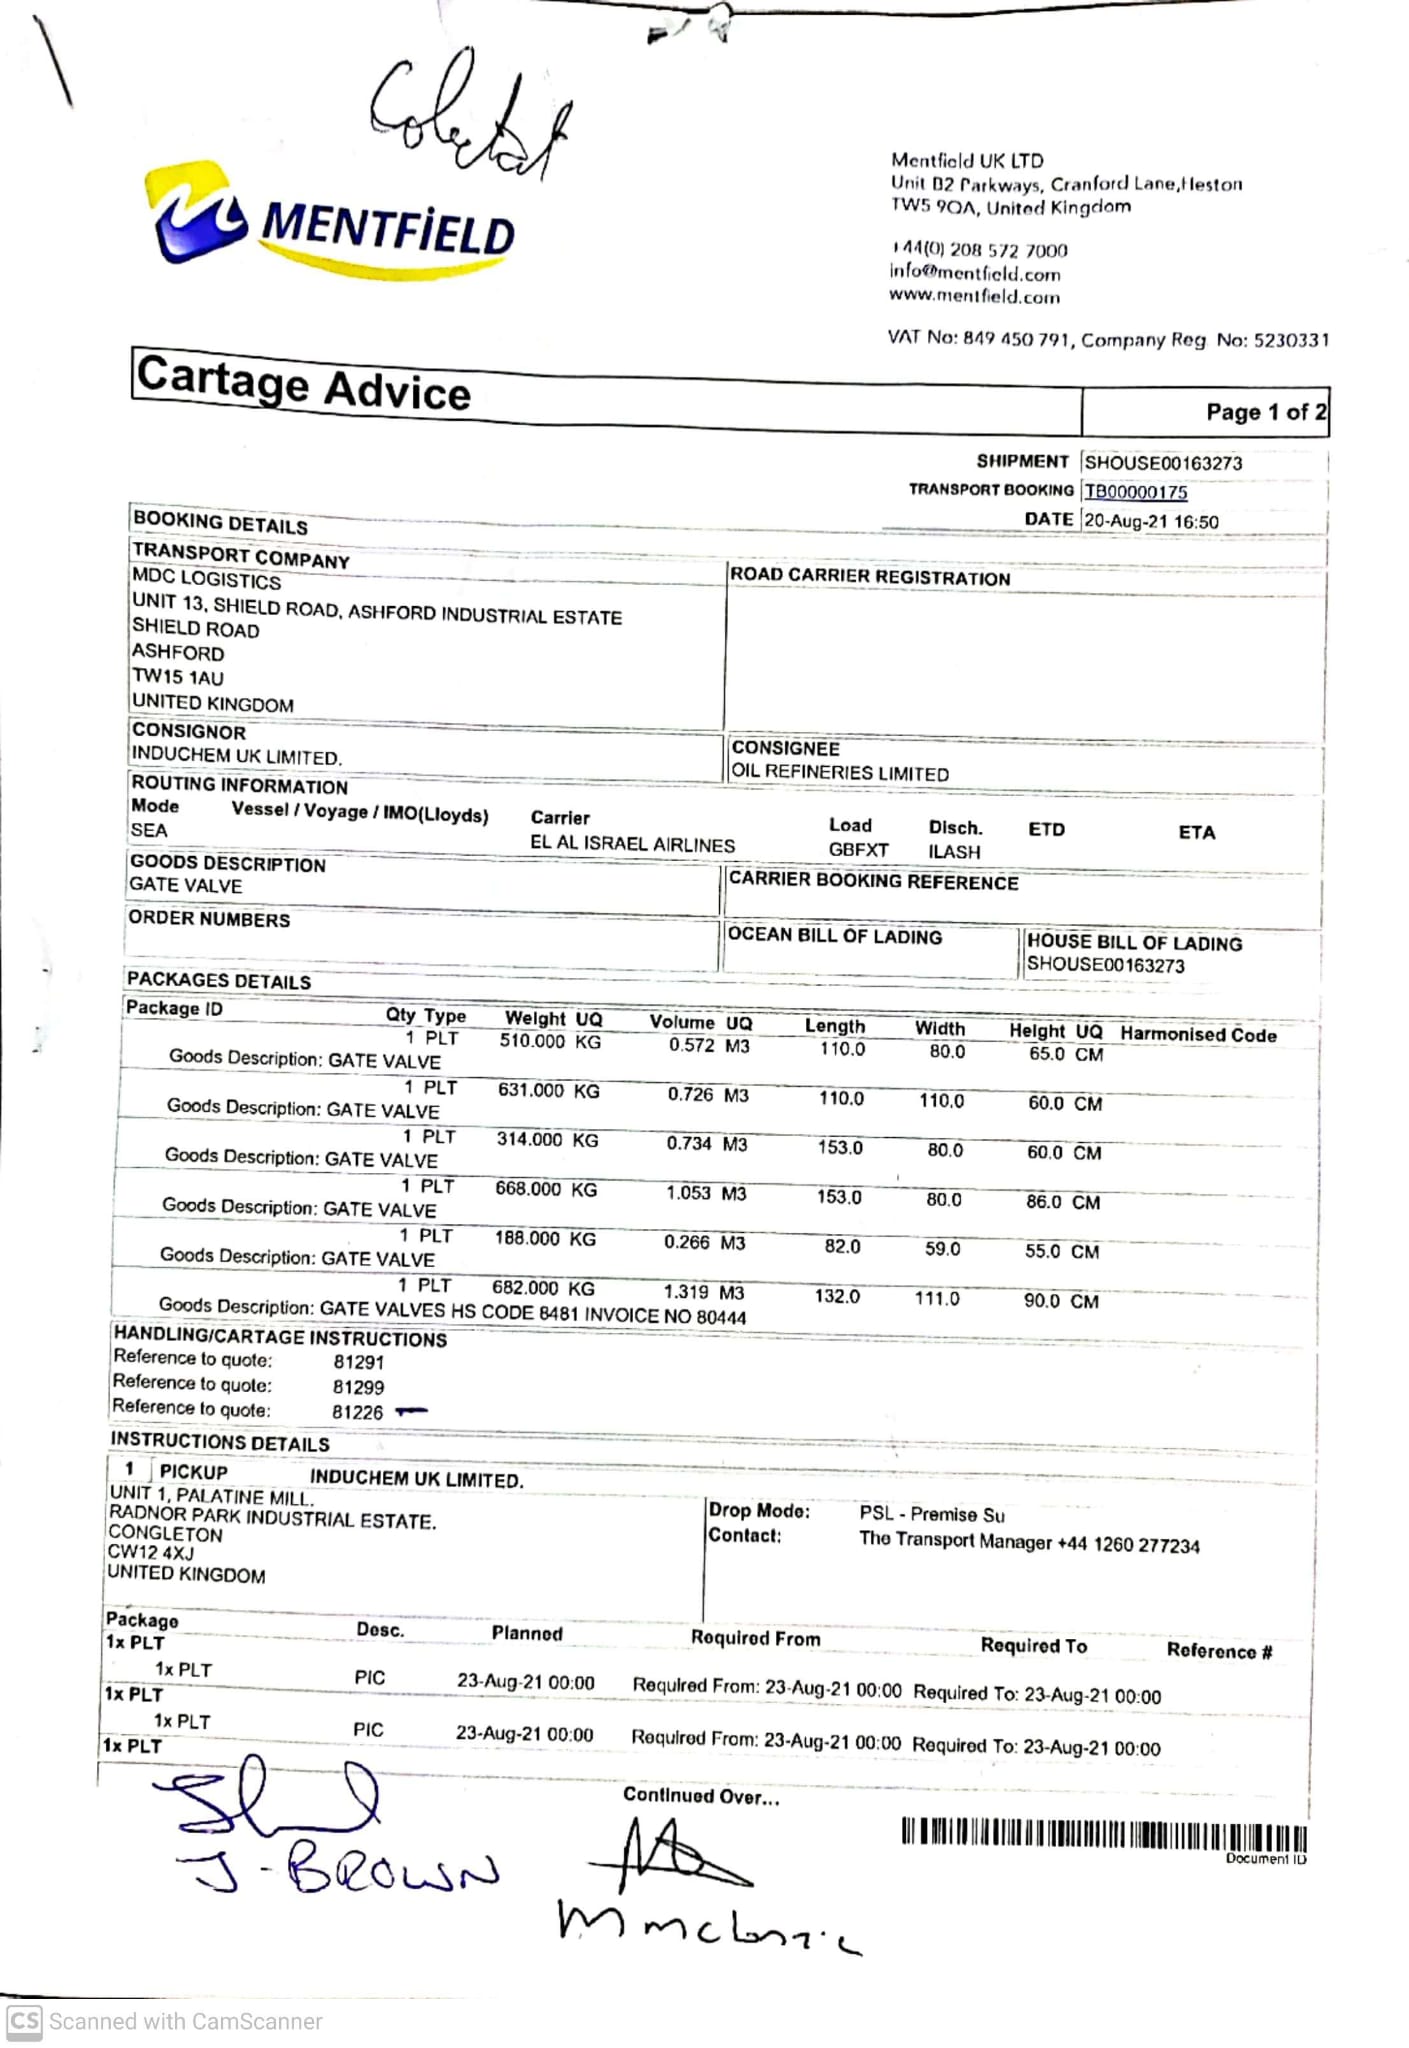 MENTFiELD
Mentfield UK LTD
Unit B2 Parkways, Cranford Lane,Heston
TW5 9QA, United Kingdom
+44(0) 208 572 7000
info@mentfield.com
www.mentfield.com
VAT No: 849 450 791, Company Reg. No: 5230331
Cartage Advice
Page 1 of 2
SHIPMENT SHOUSE00163273
TRANSPORT BOOKING TB00000175
DATE 20-Aug-21 16:50
BOOKING DETAILS
TRANSPORT COMPANY
MDC LOGISTICS
UNIT 13, SHIELD ROAD, ASHFORD INDUSTRIAL ESTATE
SHIELD ROAD
ASHFORD
TW15 1AU
UNITED KINGDOM
ROAD CARRIER REGISTRATION
CONSIGNOR
INDUCHEM UK LIMITED.
CONSIGNEE
OIL REFINERIES LIMITED
ROUTING INFORMATION
Mode Vessel / Voyage / IMO(Lloyds) Carrier Load Disch. ETD ETA
SEA EL AL ISRAEL AIRLINES GBFXT ILASH
GOODS DESCRIPTION
GATE VALVE
CARRIER BOOKING REFERENCE
ORDER NUMBERS
OCEAN BILL OF LADING
HOUSE BILL OF LADING
SHOUSE00163273
PACKAGES DETAILS
Package ID Qty Type Weight UQ Volume UQ Length Width Height UQ Harmonised Code
1 PLT 510.000 KG 0.572 M3 110.0 80.0 65.0 CM
Goods Description: GATE VALVE
1 PLT 631.000 KG 0.726 M3 110.0 110.0 60.0 CM
Goods Description: GATE VALVE
1 PLT 314.000 KG 0.734 M3 153.0 80.0 60.0 CM
Goods Description: GATE VALVE
1 PLT 668.000 KG 1.053 M3 153.0 80.0 86.0 CM
Goods Description: GATE VALVE
1 PLT 188.000 KG 0.266 M3 82.0 59.0 55.0 CM
Goods Description: GATE VALVE
1 PLT 682.000 KG 1.319 M3 132.0 111.0 90.0 CM
Goods Description: GATE VALVES HS CODE 8481 INVOICE NO 80444
HANDLING/CARTAGE INSTRUCTIONS
Reference to quote: 81291
Reference to quote: 81299
Reference to quote: 81226
INSTRUCTIONS DETAILS
1 PICKUP INDUCHEM UK LIMITED.
UNIT 1, PALATINE MILL.
RADNOR PARK INDUSTRIAL ESTATE.
CONGLETON
CW12 4XJ
UNITED KINGDOM
Drop Mode: PSL - Premise Su
Contact: The Transport Manager +44 1260 277234
Package Desc. Planned Required From Required To Reference #
1x PLT
1x PLT PIC 23-Aug-21 00:00 Required From: 23-Aug-21 00:00 Required To: 23-Aug-21 00:00
1x PLT
1x PLT PIC 23-Aug-21 00:00 Required From: 23-Aug-21 00:00 Required To: 23-Aug-21 00:00
1x PLT
Continued Over...
Document ID
J-BROWN
CS Scanned with CamScanner